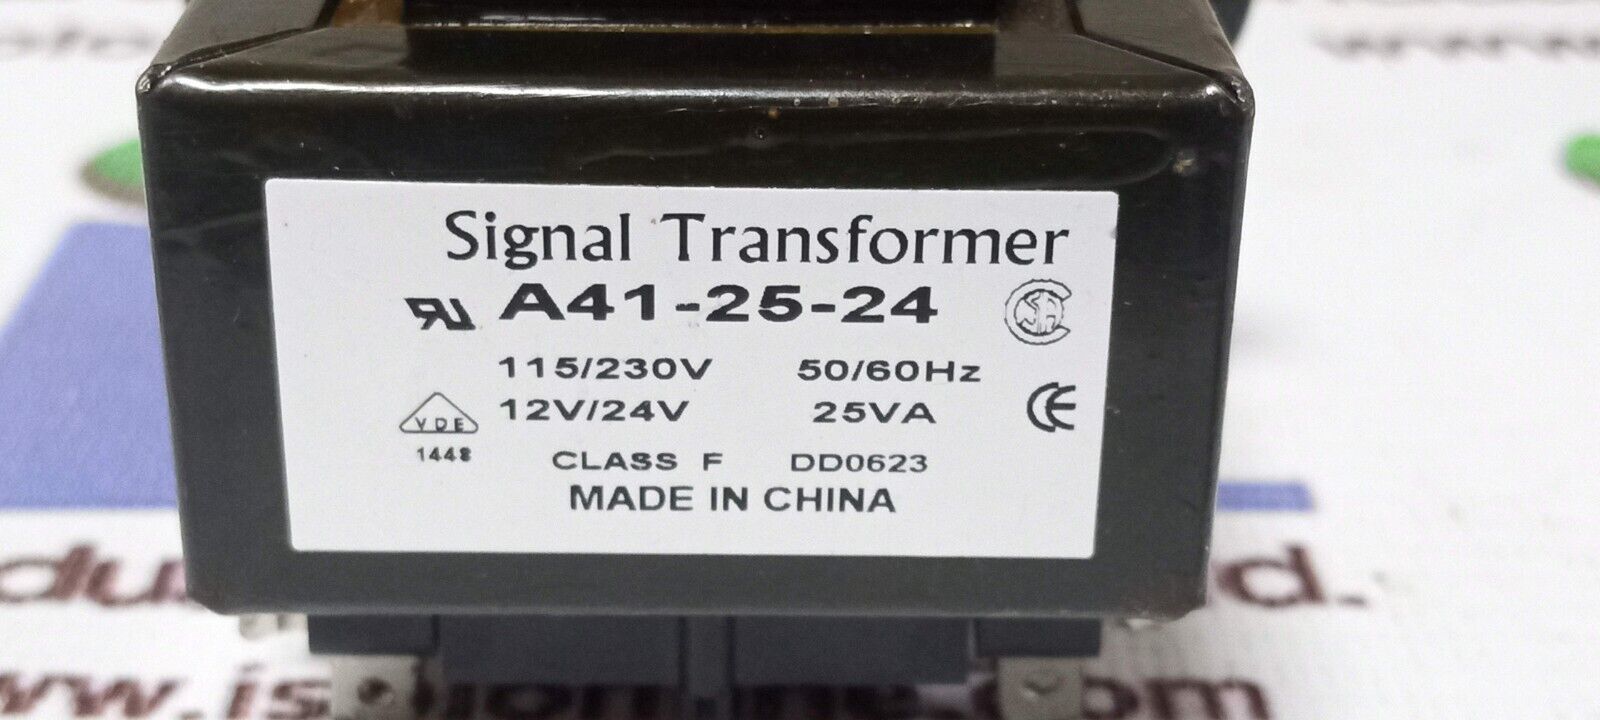 Signal Transformer
A41-25-24
115/230V 50/60Hz
12V/24V 25VA
VDE
1448
CLASS F DD0623
MADE IN CHINA